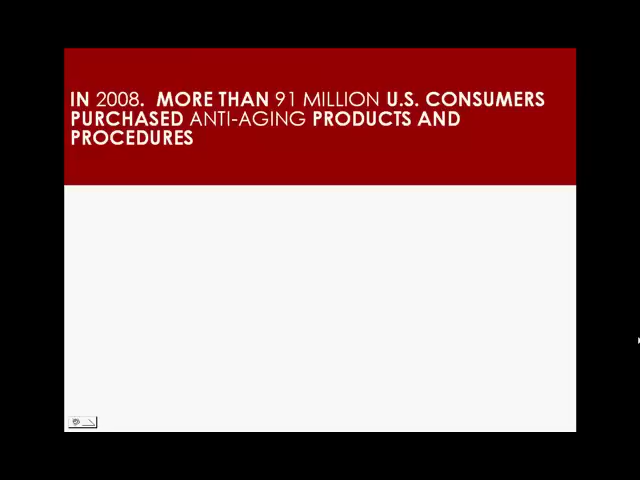 IN 2008.  MORE THAN 91 MILLION U.S. CONSUMERS
PURCHASED ANTI-AGING PRODUCTS AND
PROCEDURES